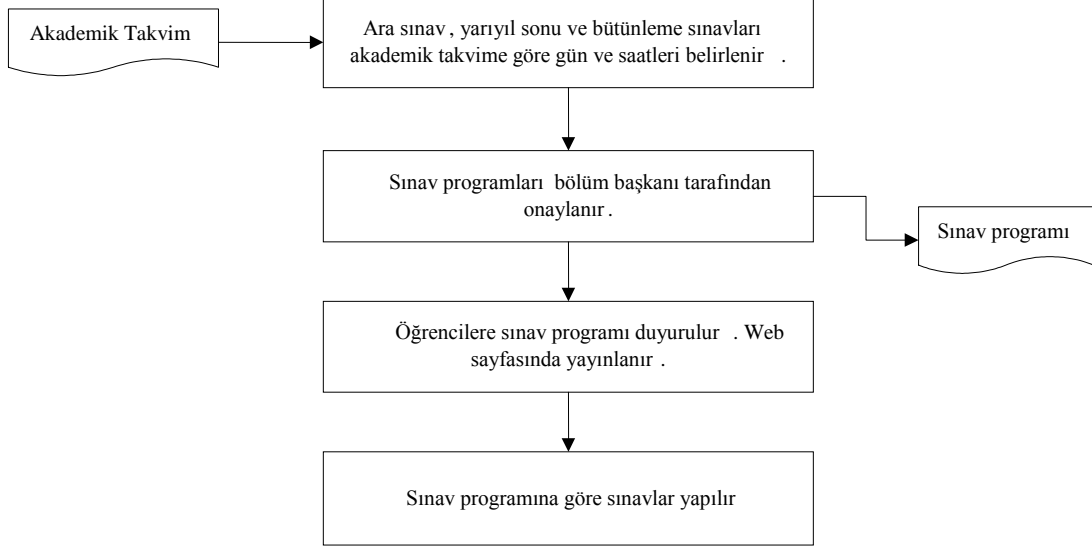 Akademik Takvim
Ara sınav , yarıyıl sonu ve bütünleme sınavları
akademik takvime göre gün ve saatleri belirlenir .
Sınav programları bölüm başkanı tarafından
onaylanır .
Sınav programı
Öğrencilere sınav programı duyurulur . Web
sayfasında yayınlanır .
Sınav programına göre sınavlar yapılır